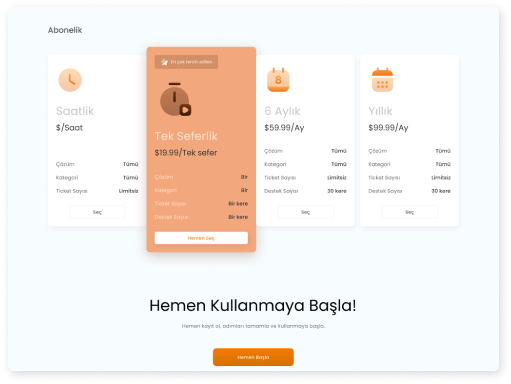 Abonelik
Saatlik
$/Saat
Çözüm Tümü
Kategori Tümü
Ticket Sayısı Limitsiz
Seç
En çok tercih edilen
Tek Seferlik
$19.99/Tek sefer
Çözüm Bir
Kategori Bir
Ticket Sayısı Bir kere
Destek Sayısı Bir kere
Hemen Seç
8
6 Aylık
$59.99/Ay
Çözüm Tümü
Kategori Tümü
Ticket Sayısı Limitsiz
Destek Sayısı 30 kere
Seç
Yıllık
$99.99/Ay
Çözüm Tümü
Kategori Tümü
Ticket Sayısı Limitsiz
Destek Sayısı 30 kere
Seç
Hemen Kullanmaya Başla!
Hemen kayıt ol, adımları tamamla ve kullanmaya başla.
Hemen Başla